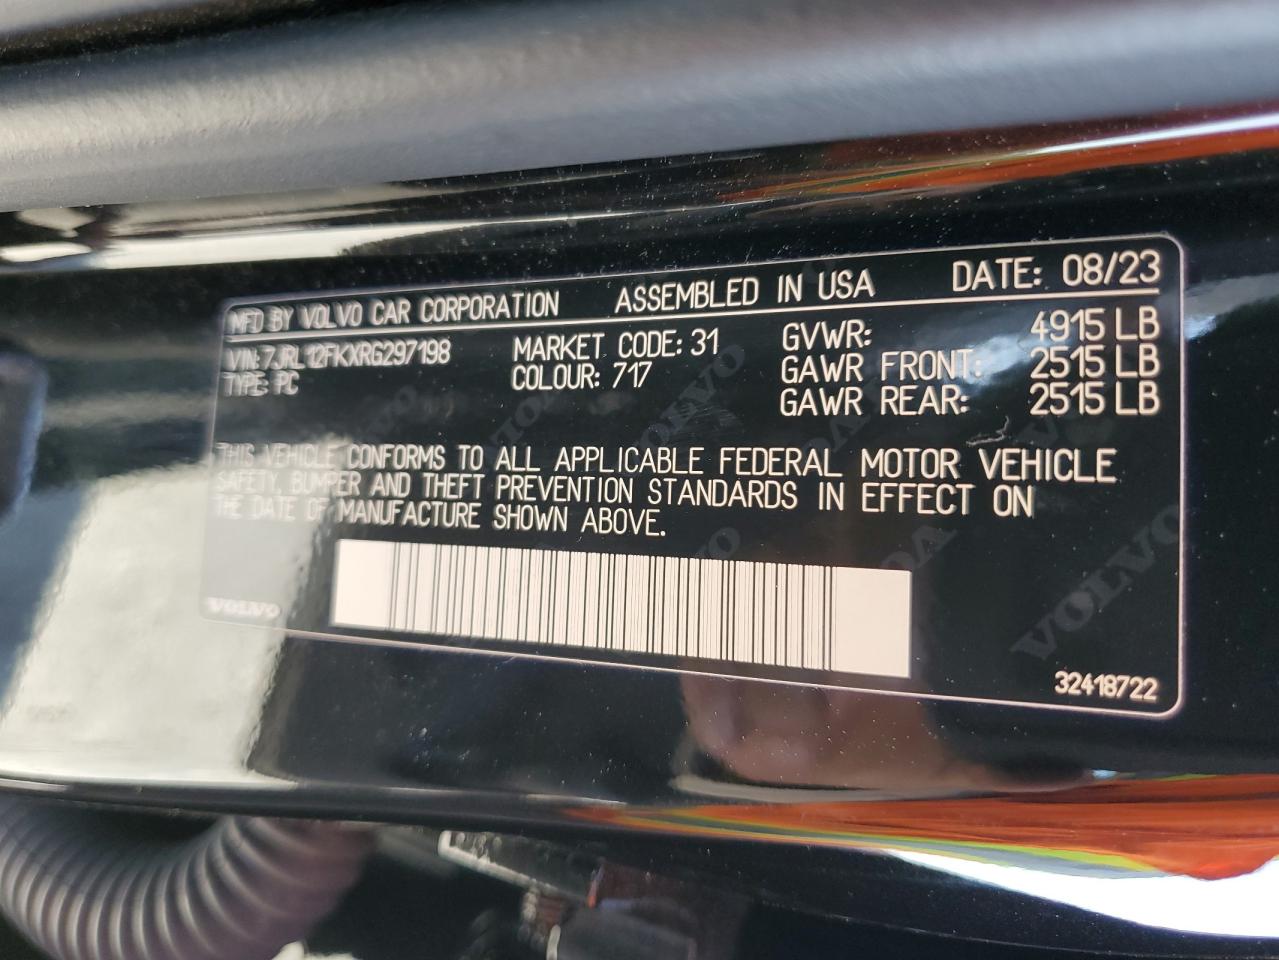 MFD BY VOLVO CAR CORPORATION ASSEMBLED IN USA DATE: 08/23
VIN: 7JRL12FKXRG297198 MARKET CODE: 31 GVWR: 4915 LB
TYPE: PC COLOUR: 717 GAWR FRONT: 2515 LB
GAWR REAR: 2515 LB
THIS VEHICLE CONFORMS TO ALL APPLICABLE FEDERAL MOTOR VEHICLE
SAFETY, BUMPER AND THEFT PREVENTION STANDARDS IN EFFECT ON
THE DATE OF MANUFACTURE SHOWN ABOVE.
VOLVO
32418722